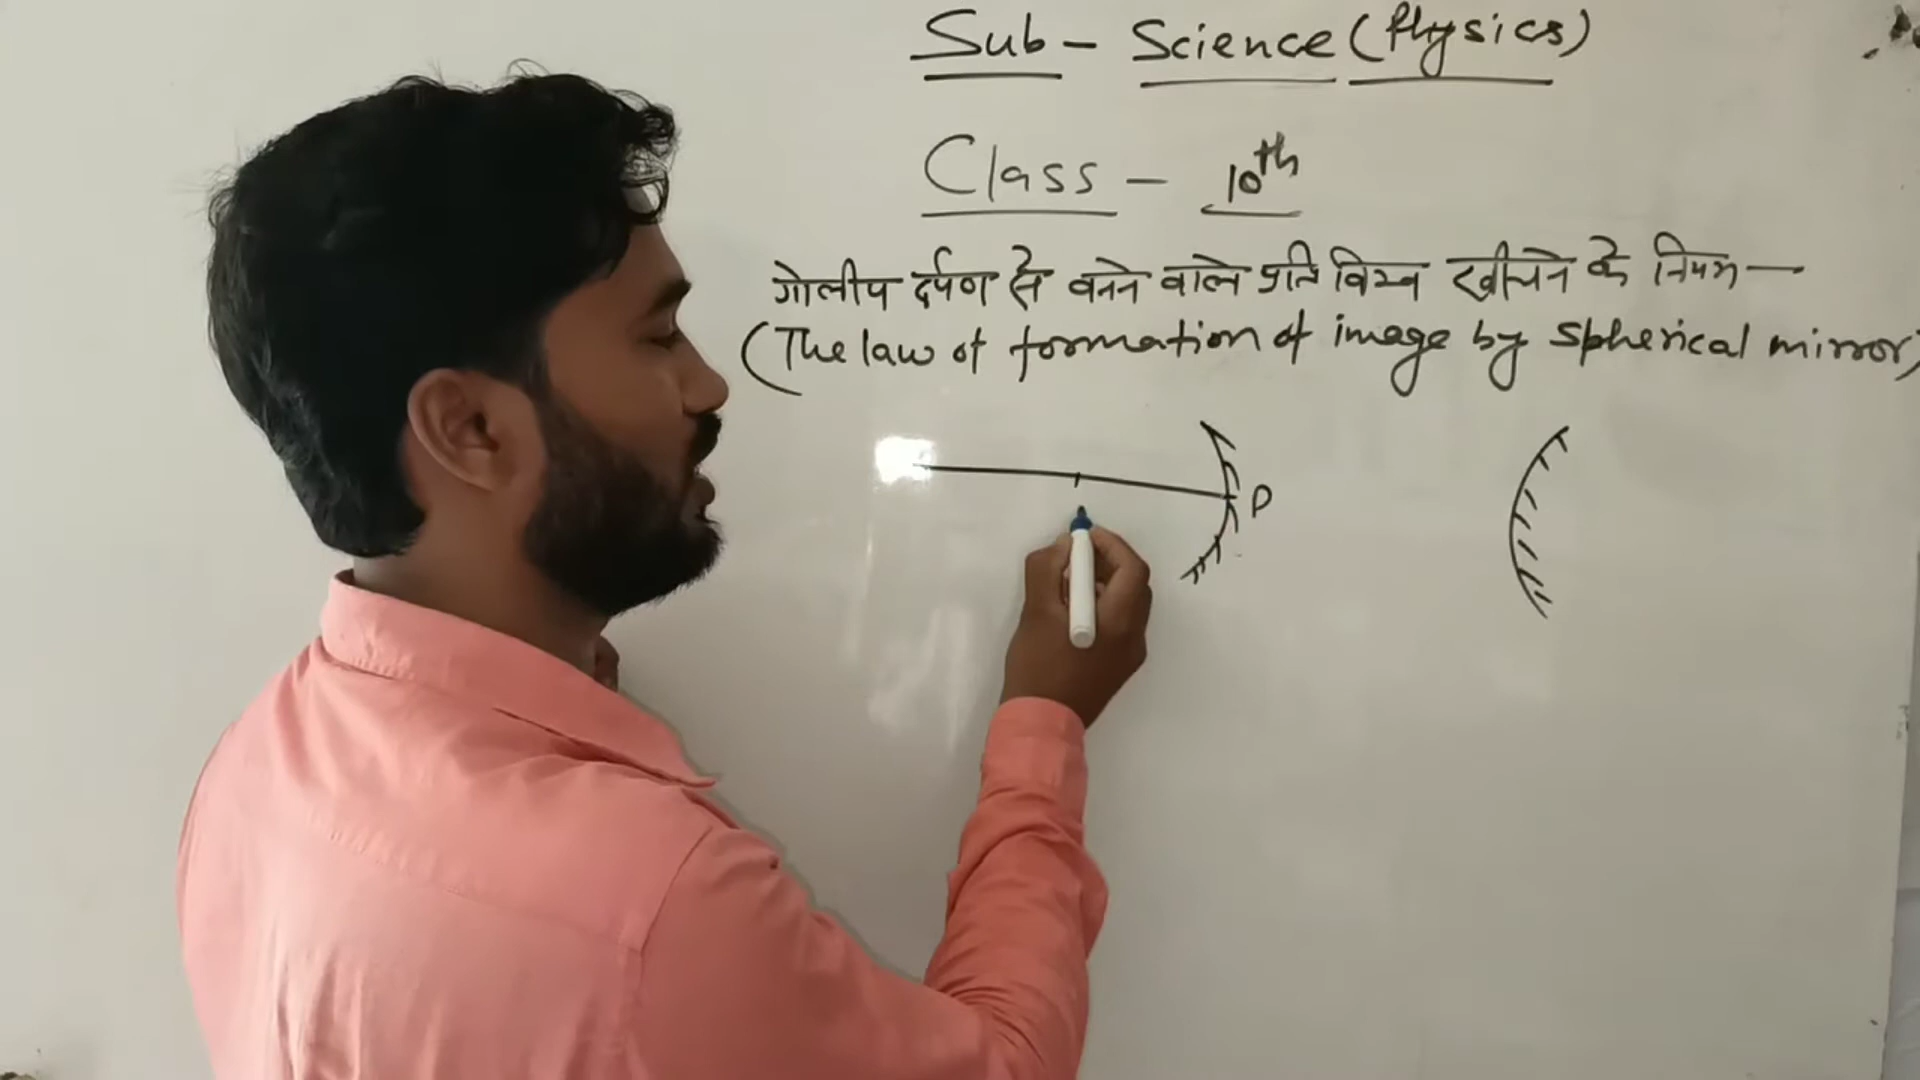 Sub - Science (Physics)
Class - 10th
गोलीय दर्पण से बनने वाले प्रतिविम्ब खीचने के नियम —
(The law of formation of image by Spherical mirror)
P